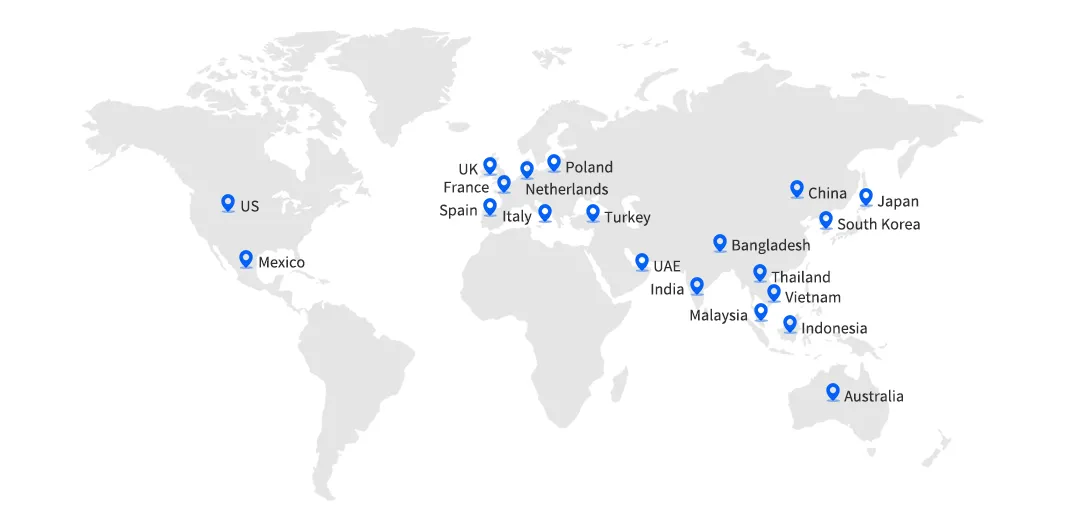 UK
Poland
France
Netherlands
China
US
Spain
Italy
Turkey
Japan
South Korea
Bangladesh
Mexico
UAE
Thailand
India
Vietnam
Malaysia
Indonesia
Australia